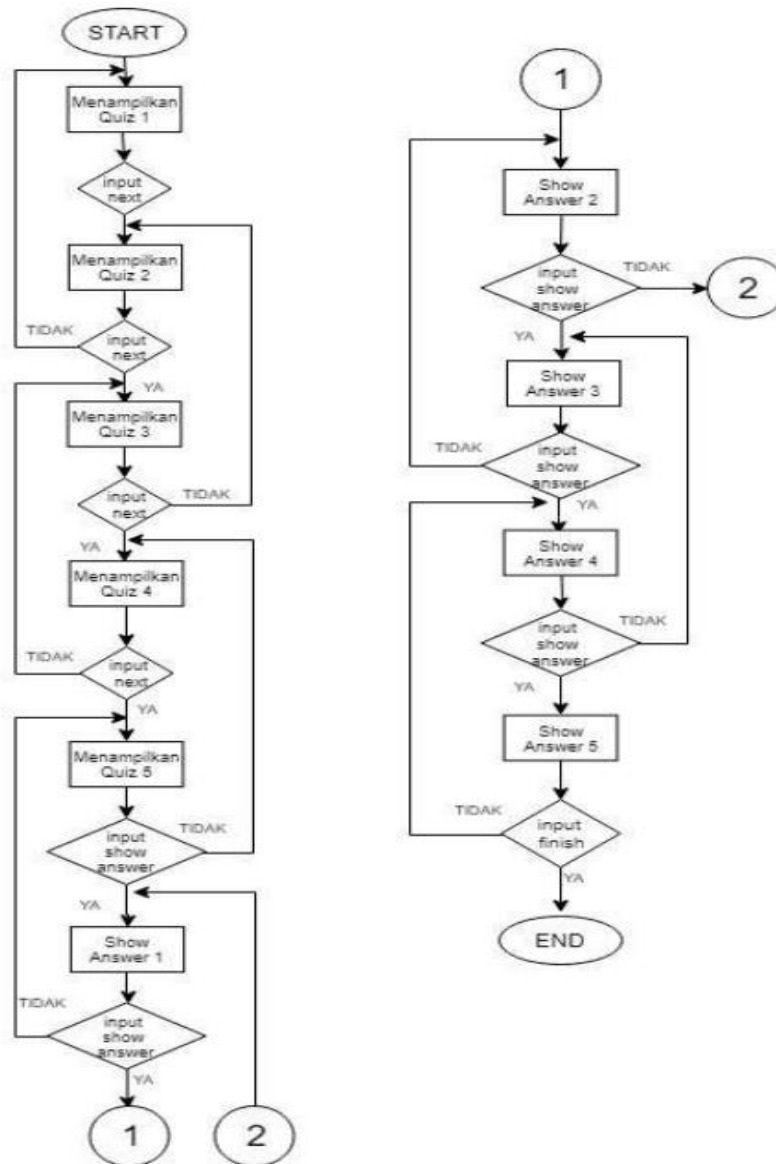 START
Menampilkan
Quiz 1
input
next
Menampilkan
Quiz 2
TIDAK
input
next
YA
Menampilkan
Quiz 3
input
next
TIDAK
YA
Menampilkan
Quiz 4
TIDAK
input
next
YA
Menampilkan
Quiz 5
input
show
answer
TIDAK
YA
Show
Answer 1
TIDAK
input
show
answer
YA
1
2
1
Show
Answer 2
input
show
answer
TIDAK
2
YA
Show
Answer 3
TIDAK
input
show
answer
YA
Show
Answer 4
input
show
answer
TIDAK
YA
Show
Answer 5
TIDAK
input
finish
YA
END